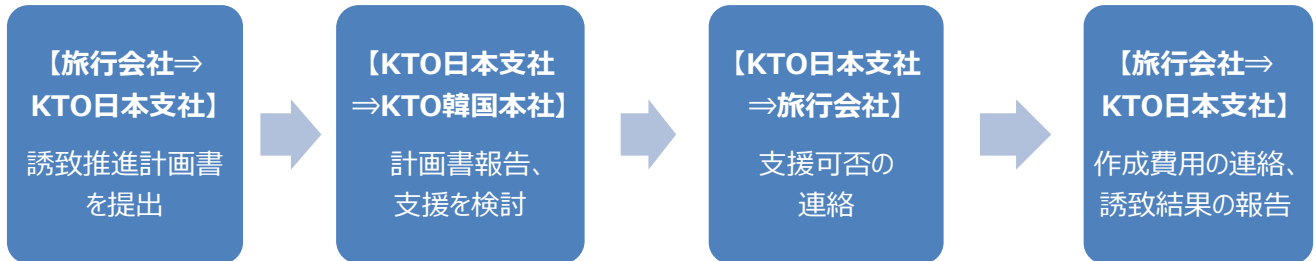 【旅行会社⇒
KTO日本支社】
誘致推進計画書
を提出
【KTO日本支社
⇒KTO韓国本社】
計画書報告、
支援を検討
【KTO日本支社
⇒旅行会社】
支援可否の
連絡
【旅行会社⇒
KTO日本支社】
作成費用の連絡、
誘致結果の報告